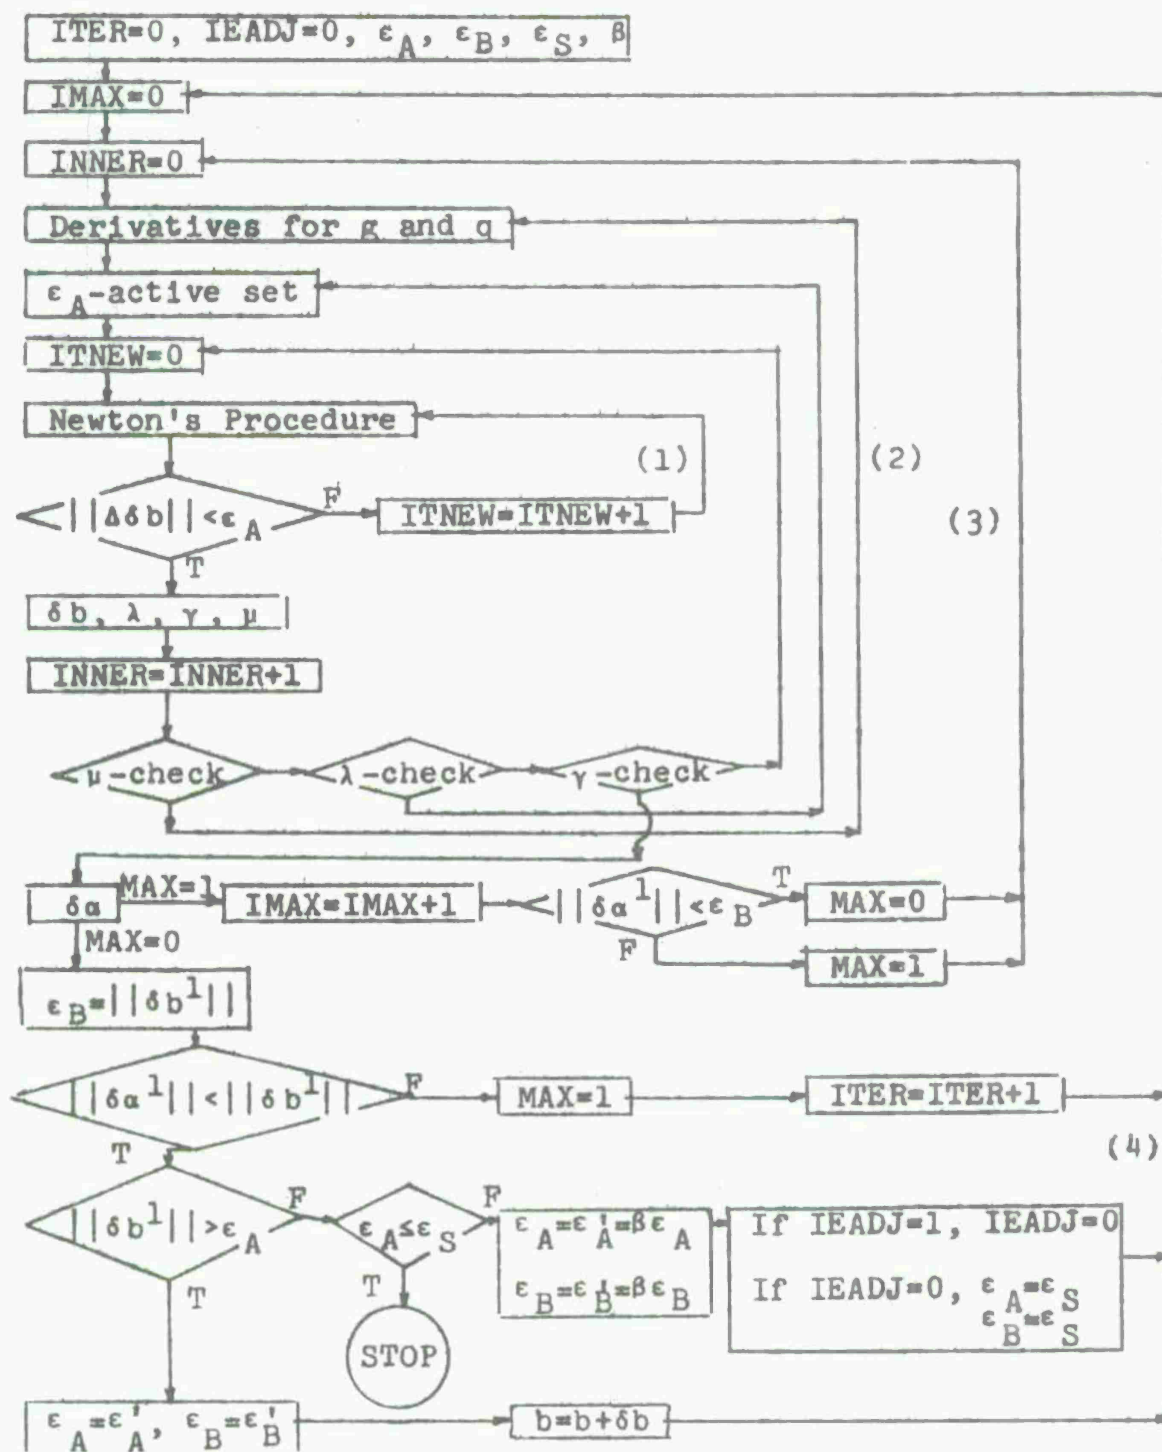 ITER=0, IEADJ=0, ε_A, ε_B, ε_S, β
IMAX=0
INNER=0
Derivatives for g and q
ε_A-active set
ITNEW=0
Newton's Procedure
(1)
(2)
||Δδb||<ε_A
F
ITNEW=ITNEW+1
(3)
T
δb, λ, γ, μ
INNER=INNER+1
μ-check
λ-check
γ-check
δα
MAX=1
IMAX=IMAX+1
||δα^1||<ε_B
T
MAX=0
MAX=0
F
MAX=1
ε_B=||δb^1||
||δα^1||<||δb^1||
F
MAX=1
ITER=ITER+1
T
(4)
||δb^1||>ε_A
F
ε_A≤ε_S
F
ε_A=ε'_A=βε_A
ε_B=ε'_B=βε_B
If IEADJ=1, IEADJ=0
If IEADJ=0, ε_A=ε_S
ε_B=ε_S
T
T
STOP
ε_A=ε'_A, ε_B=ε'_B
b=b+δb